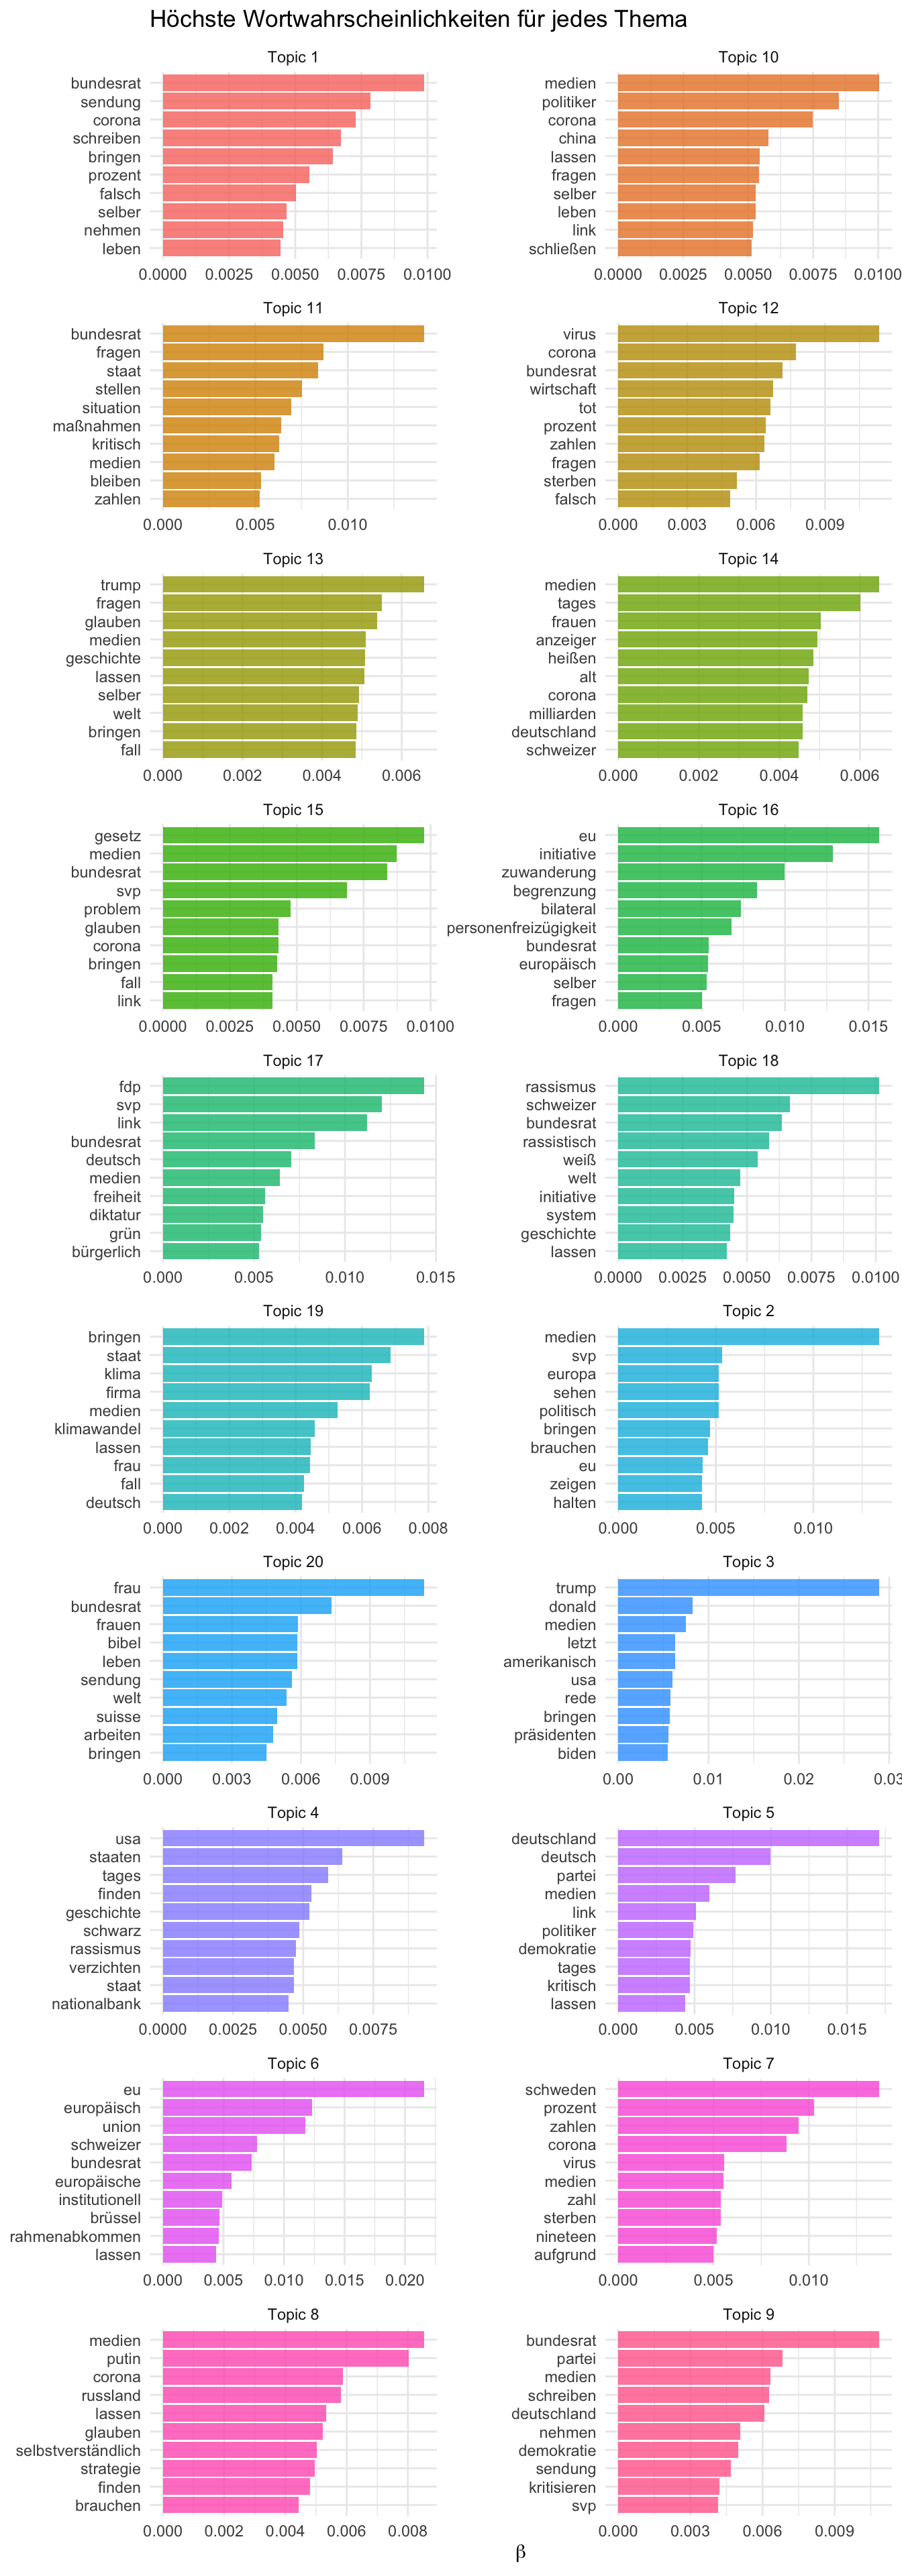 Höchste Wortwahrscheinlichkeiten für jedes Thema
Topic 1
bundesrat
sendung
corona
schreiben
bringen
prozent
falsch
selber
nehmen
leben
0.0000 0.0025 0.0050 0.0075 0.0100
Topic 10
medien
politiker
corona
china
lassen
fragen
selber
leben
link
schließen
0.0000 0.0025 0.0050 0.0075 0.0100
Topic 11
bundesrat
fragen
staat
stellen
situation
maßnahmen
kritisch
medien
bleiben
zahlen
0.000 0.005 0.010
Topic 12
virus
corona
bundesrat
wirtschaft
tot
prozent
zahlen
fragen
sterben
falsch
0.000 0.003 0.006 0.009
Topic 13
trump
fragen
glauben
medien
geschichte
lassen
selber
welt
bringen
fall
0.000 0.002 0.004 0.006
Topic 14
medien
tages
frauen
anzeiger
heißen
alt
corona
milliarden
deutschland
schweizer
0.000 0.002 0.004 0.006
Topic 15
gesetz
medien
bundesrat
svp
problem
glauben
corona
bringen
fall
link
0.0000 0.0025 0.0050 0.0075 0.0100
Topic 16
eu
initiative
zuwanderung
begrenzung
bilateral
personenfreizügigkeit
bundesrat
europäisch
selber
fragen
0.000 0.005 0.010 0.015
Topic 17
fdp
svp
link
bundesrat
deutsch
medien
freiheit
diktatur
grün
bürgerlich
0.000 0.005 0.010 0.015
Topic 18
rassismus
schweizer
bundesrat
rassistisch
weiß
welt
initiative
system
geschichte
lassen
0.0000 0.0025 0.0050 0.0075 0.0100
Topic 19
bringen
staat
klima
firma
medien
klimawandel
lassen
frau
fall
deutsch
0.000 0.002 0.004 0.006 0.008
Topic 2
medien
svp
europa
sehen
politisch
bringen
brauchen
eu
zeigen
halten
0.000 0.005 0.010
Topic 20
frau
bundesrat
frauen
bibel
leben
sendung
welt
suisse
arbeiten
bringen
0.000 0.003 0.006 0.009
Topic 3
trump
donald
medien
letzt
amerikanisch
usa
rede
bringen
präsidenten
biden
0.00 0.01 0.02 0.03
Topic 4
usa
staaten
tages
finden
geschichte
schwarz
rassismus
verzichten
staat
nationalbank
0.0000 0.0025 0.0050 0.0075
Topic 5
deutschland
deutsch
partei
medien
link
politiker
demokratie
tages
kritisch
lassen
0.000 0.005 0.010 0.015
Topic 6
eu
europäisch
union
schweizer
bundesrat
europäische
institutionell
brüssel
rahmenabkommen
lassen
0.000 0.005 0.010 0.015 0.020
Topic 7
schweden
prozent
zahlen
corona
virus
medien
zahl
sterben
nineteen
aufgrund
0.000 0.005 0.010
Topic 8
medien
putin
corona
russland
lassen
glauben
selbstverständlich
strategie
finden
brauchen
0.000 0.002 0.004 0.006 0.008
Topic 9
bundesrat
partei
medien
schreiben
deutschland
nehmen
demokratie
sendung
kritisieren
svp
0.000 0.003 0.006 0.009
β